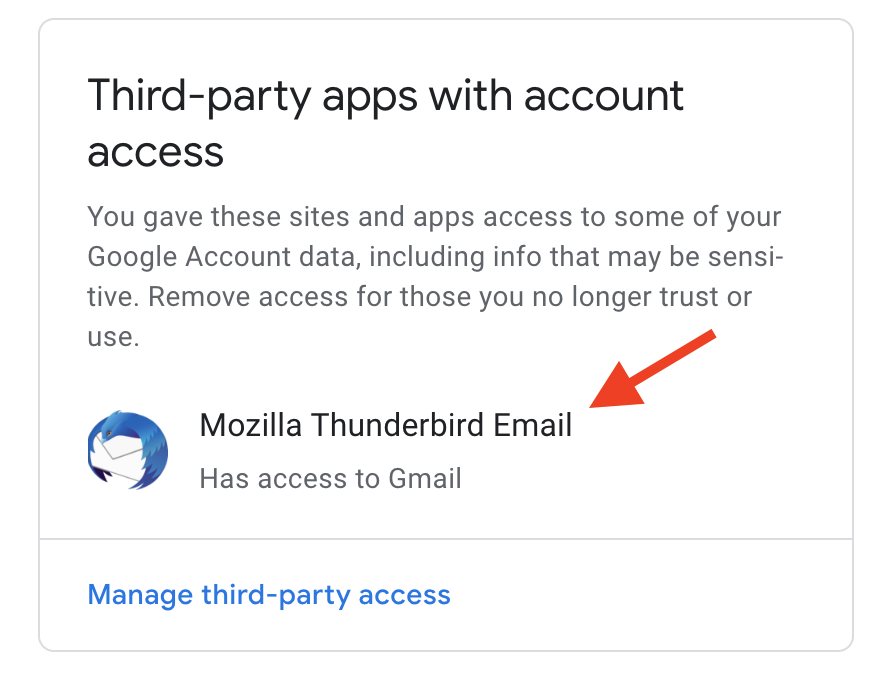 Third-party apps with account
access
You gave these sites and apps access to some of your
Google Account data, including info that may be sensi-
tive. Remove access for those you no longer trust or
use.
Mozilla Thunderbird Email
Has access to Gmail
Manage third-party access